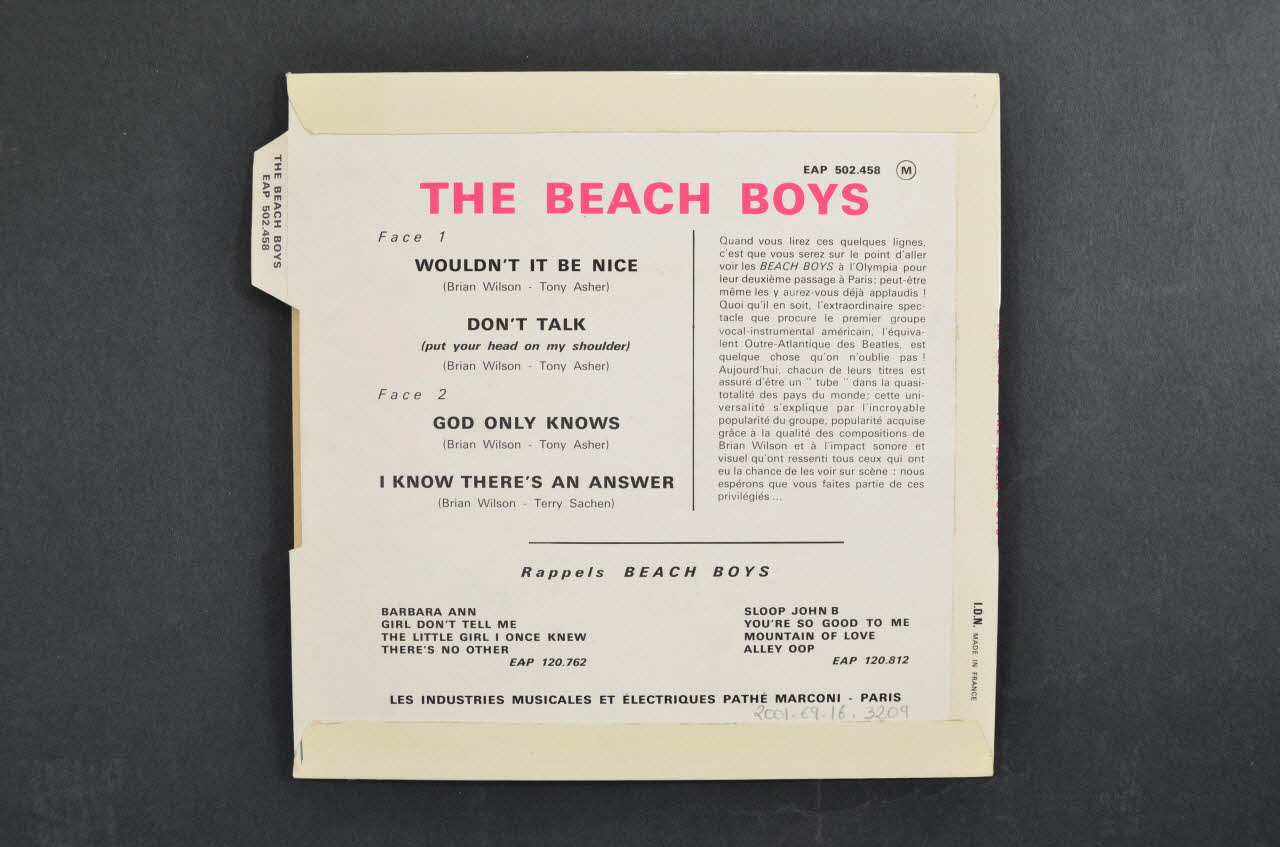 EAP 502.458 M
THE BEACH BOYS
THE BEACH BOYS
EAP 502.458
Face 1
WOULDN'T IT BE NICE
(Brian Wilson - Tony Asher)
DON'T TALK
(put your head on my shoulder)
(Brian Wilson - Tony Asher)
Face 2
GOD ONLY KNOWS
(Brian Wilson - Tony Asher)
I KNOW THERE'S AN ANSWER
(Brian Wilson - Terry Sachen)
Quand vous lirez ces quelques lignes,
c'est que vous serez sur le point d'aller
voir les BEACH BOYS à l'Olympia pour
leur deuxième passage à Paris; peut-être
même les y aurez-vous déjà applaudis !
Quoi qu'il en soit, l'extraordinaire spec-
tacle que procure le premier groupe
vocal-instrumental américain, l'équiva-
lent Outre-Atlantique des Beatles, est
quelque chose qu'on n'oublie pas !
Aujourd'hui, chacun de leurs titres est
assuré d'être un " tube " dans la quasi-
totalité des pays du monde; cette uni-
versalité s'explique par l'incroyable
popularité du groupe, popularité acquise
grâce à la qualité des compositions de
Brian Wilson et à l'impact sonore et
visuel qu'ont ressenti tous ceux qui ont
eu la chance de les voir sur scène : nous
espérons que vous faites partie de ces
privilégiés ...
Rappels BEACH BOYS
BARBARA ANN
GIRL DON'T TELL ME
THE LITTLE GIRL I ONCE KNEW
THERE'S NO OTHER
EAP 120.762
SLOOP JOHN B
YOU'RE SO GOOD TO ME
MOUNTAIN OF LOVE
ALLEY OOP
EAP 120.812
LES INDUSTRIES MUSICALES ET ÉLECTRIQUES PATHÉ MARCONI - PARIS
2001.69.16.3209
I.D.N. MADE IN FRANCE